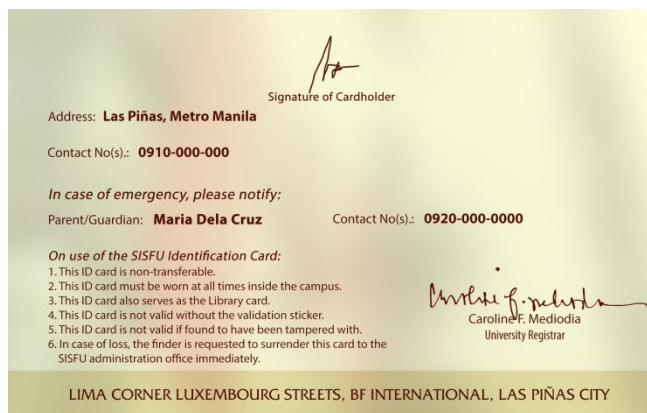 Signature of Cardholder
Address: Las Piñas, Metro Manila
Contact No(s).: 0910-000-000
In case of emergency, please notify:
Parent/Guardian: Maria Dela Cruz Contact No(s).: 0920-000-0000
On use of the SISFU Identification Card:
1. This ID card is non-transferable.
2. This ID card must be worn at all times inside the campus.
3. This ID card also serves as the Library card.
4. This ID card is not valid without the validation sticker.
5. This ID card is not valid if found to have been tampered with.
6. In case of loss, the finder is requested to surrender this card to the
SISFU administration office immediately.
Caroline F. Mediodia
Caroline F. Mediodia
University Registrar
LIMA CORNER LUXEMBOURG STREETS, BF INTERNATIONAL, LAS PIÑAS CITY